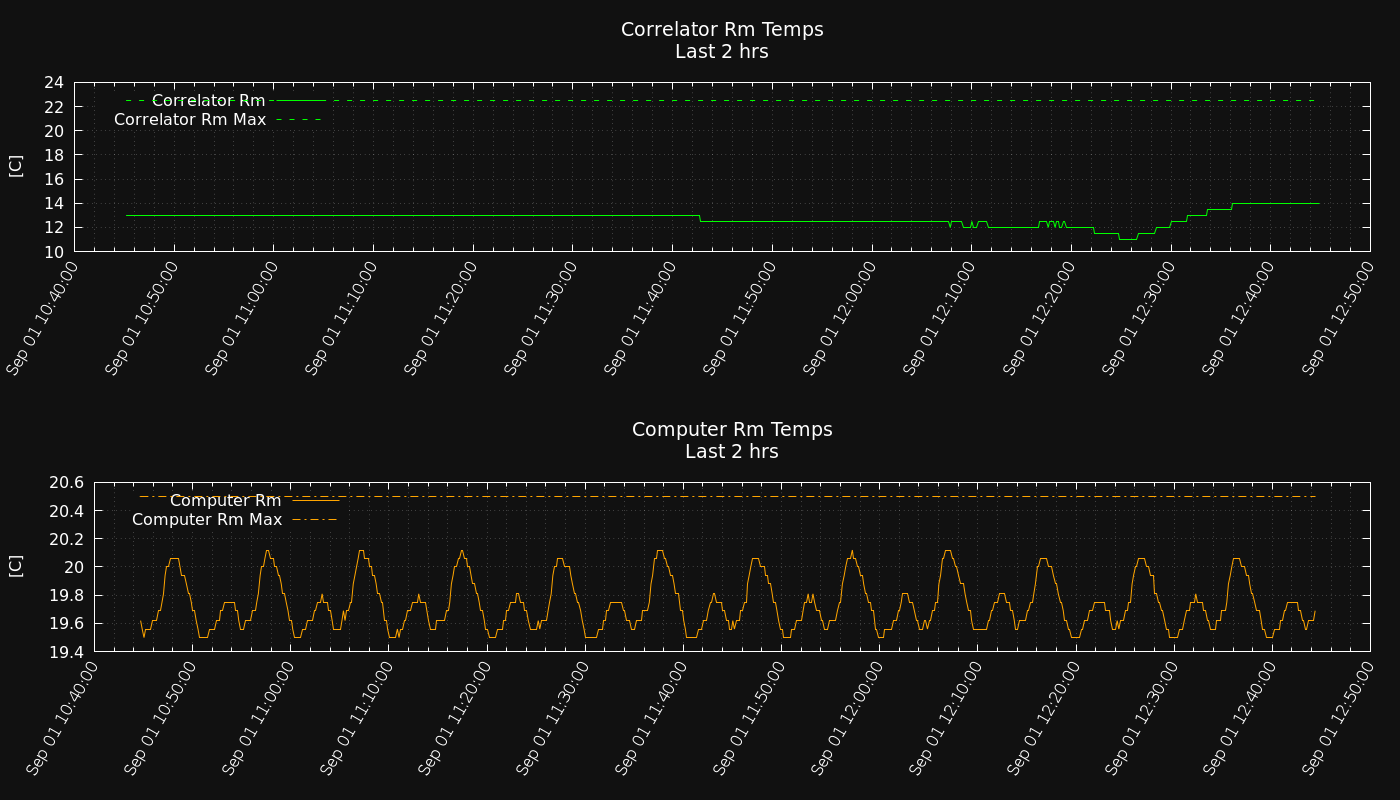 Correlator Rm Temps
Last 2 hrs
24
22
20
18
16
14
12
10
[C]
Correlator Rm
Correlator Rm Max
Sep 01 10:40:00
Sep 01 10:50:00
Sep 01 11:00:00
Sep 01 11:10:00
Sep 01 11:20:00
Sep 01 11:30:00
Sep 01 11:40:00
Sep 01 11:50:00
Sep 01 12:00:00
Sep 01 12:10:00
Sep 01 12:20:00
Sep 01 12:30:00
Sep 01 12:40:00
Sep 01 12:50:00
Computer Rm Temps
Last 2 hrs
20.6
20.4
20.2
20
19.8
19.6
19.4
[C]
Computer Rm
Computer Rm Max
Sep 01 10:40:00
Sep 01 10:50:00
Sep 01 11:00:00
Sep 01 11:10:00
Sep 01 11:20:00
Sep 01 11:30:00
Sep 01 11:40:00
Sep 01 11:50:00
Sep 01 12:00:00
Sep 01 12:10:00
Sep 01 12:20:00
Sep 01 12:30:00
Sep 01 12:40:00
Sep 01 12:50:00